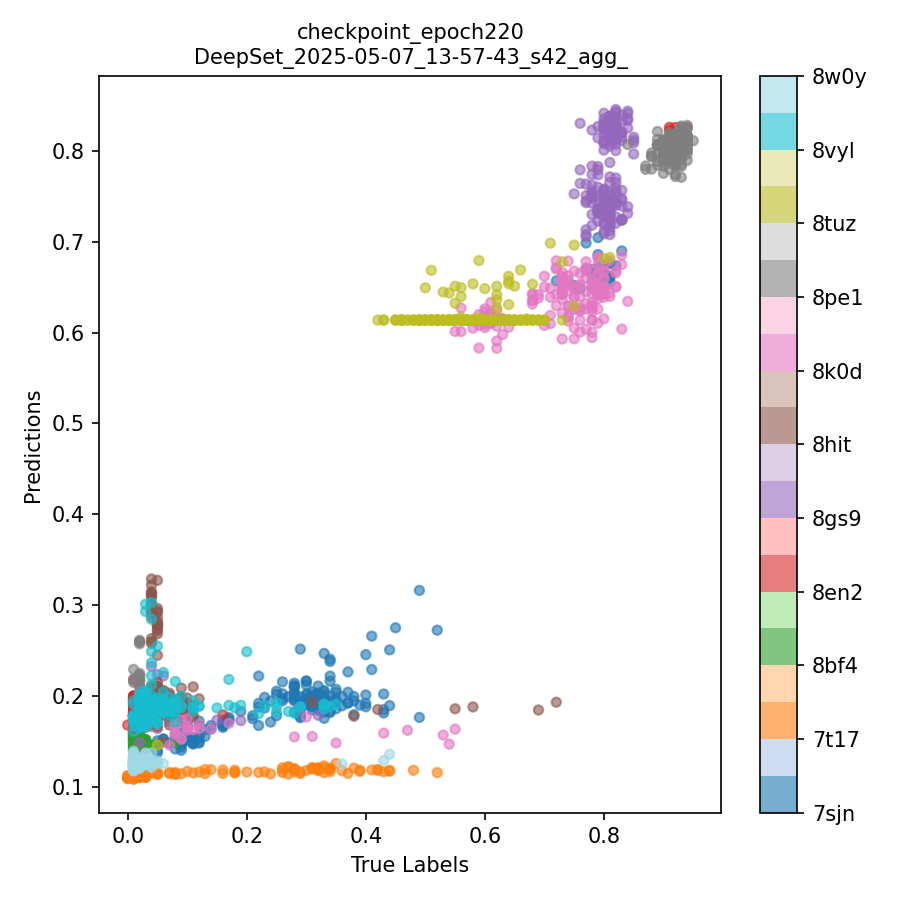 checkpoint_epoch220
DeepSet_2025-05-07_13-57-43_s42_agg_
0.8
0.7
0.6
0.5
0.4
0.3
0.2
0.1
Predictions
0.0
0.2
0.4
0.6
0.8
True Labels
8w0y
8vyl
8tuz
8pe1
8k0d
8hit
8gs9
8en2
8bf4
7t17
7sjn